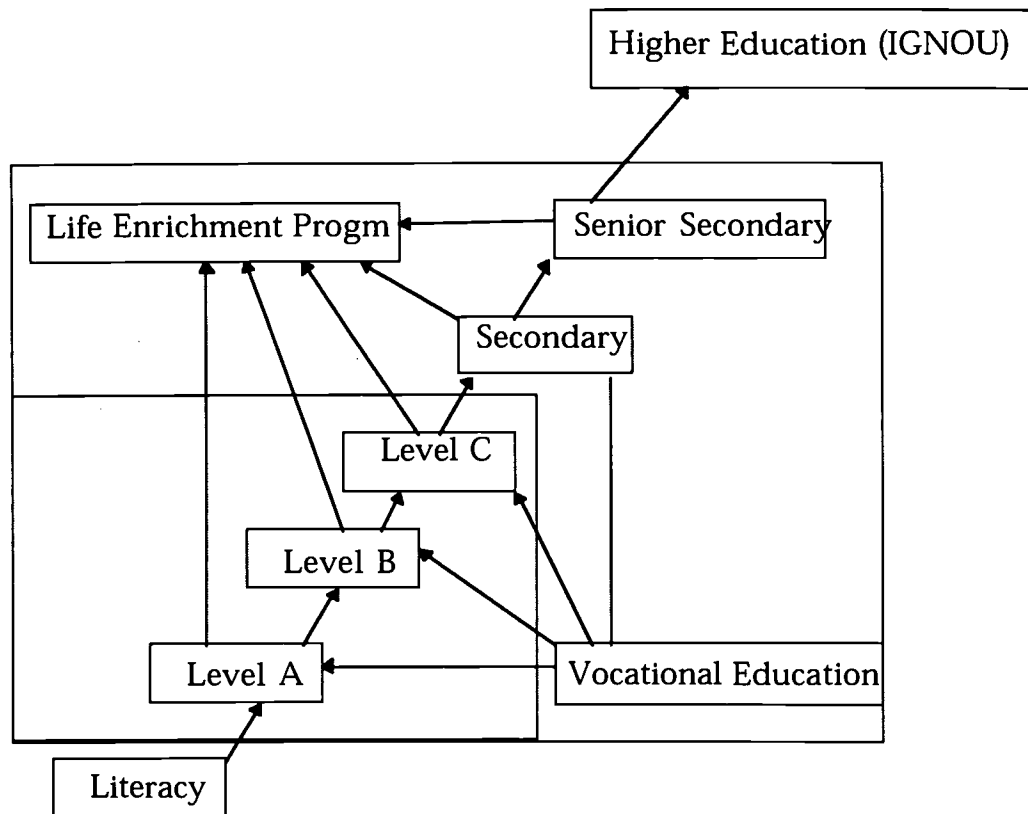 Higher Education (IGNOU)
Life Enrichment Progm
Senior Secondary
Secondary
Level C
Level B
Level A
Vocational Education
Literacy